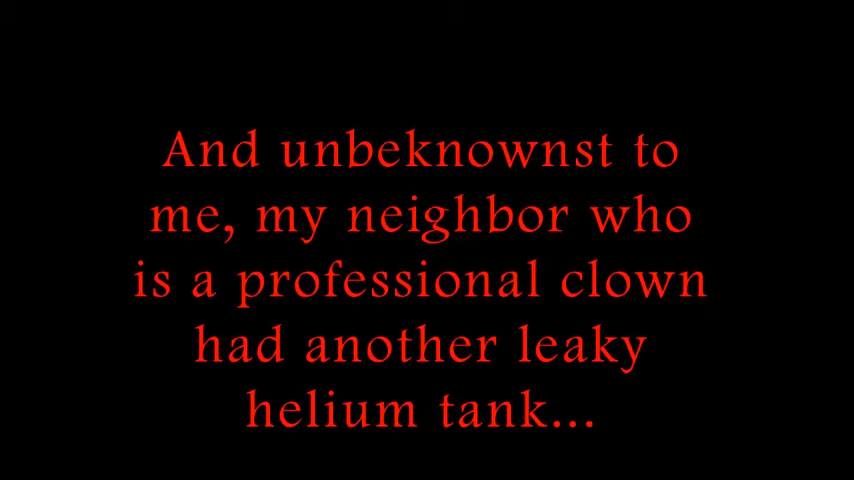 And unbeknownst to
me, my neighbor who
is a professional clown
had another leaky
helium tank...